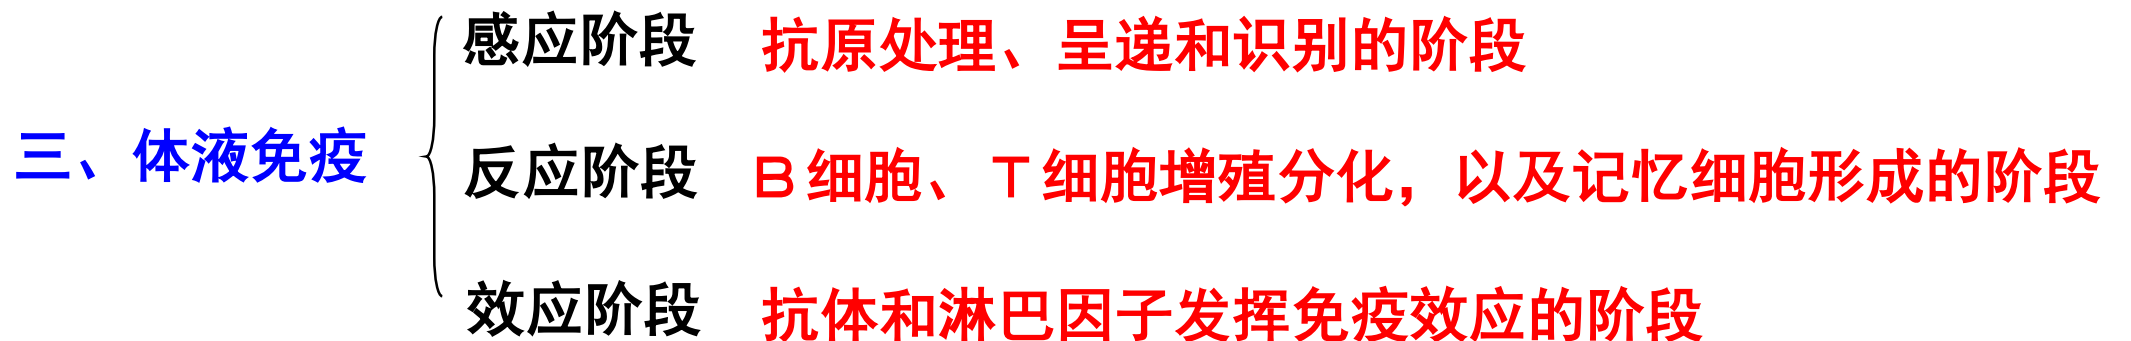 三、体液免疫
感应阶段 抗原处理、呈递和识别的阶段
反应阶段 B 细胞、T 细胞增殖分化，以及记忆细胞形成的阶段
效应阶段 抗体和淋巴因子发挥免疫效应的阶段